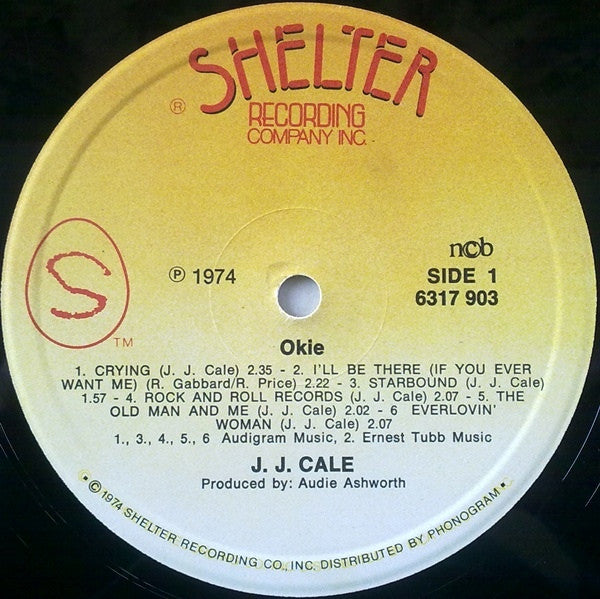 SHELTER
®
RECORDING
COMPANY INC.
S
TM
℗ 1974
ncb
SIDE 1
6317 903
Okie
1. CRYING (J. J. Cale) 2.35 - 2. I'LL BE THERE (IF YOU EVER
WANT ME) (R. Gabbard/R. Price) 2.22 - 3. STARBOUND (J. J. Cale)
1.57 - 4. ROCK AND ROLL RECORDS (J. J. Cale) 2.07 - 5. THE
OLD MAN AND ME (J. J. Cale) 2.02 - 6 EVERLOVIN'
WOMAN (J. J. Cale) 2.07
1., 3., 4., 5., 6 Audigram Music, 2. Ernest Tubb Music
J. J. CALE
Produced by: Audie Ashworth
• © 1974 SHELTER RECORDING CO., INC. DISTRIBUTED BY PHONOGRAM •